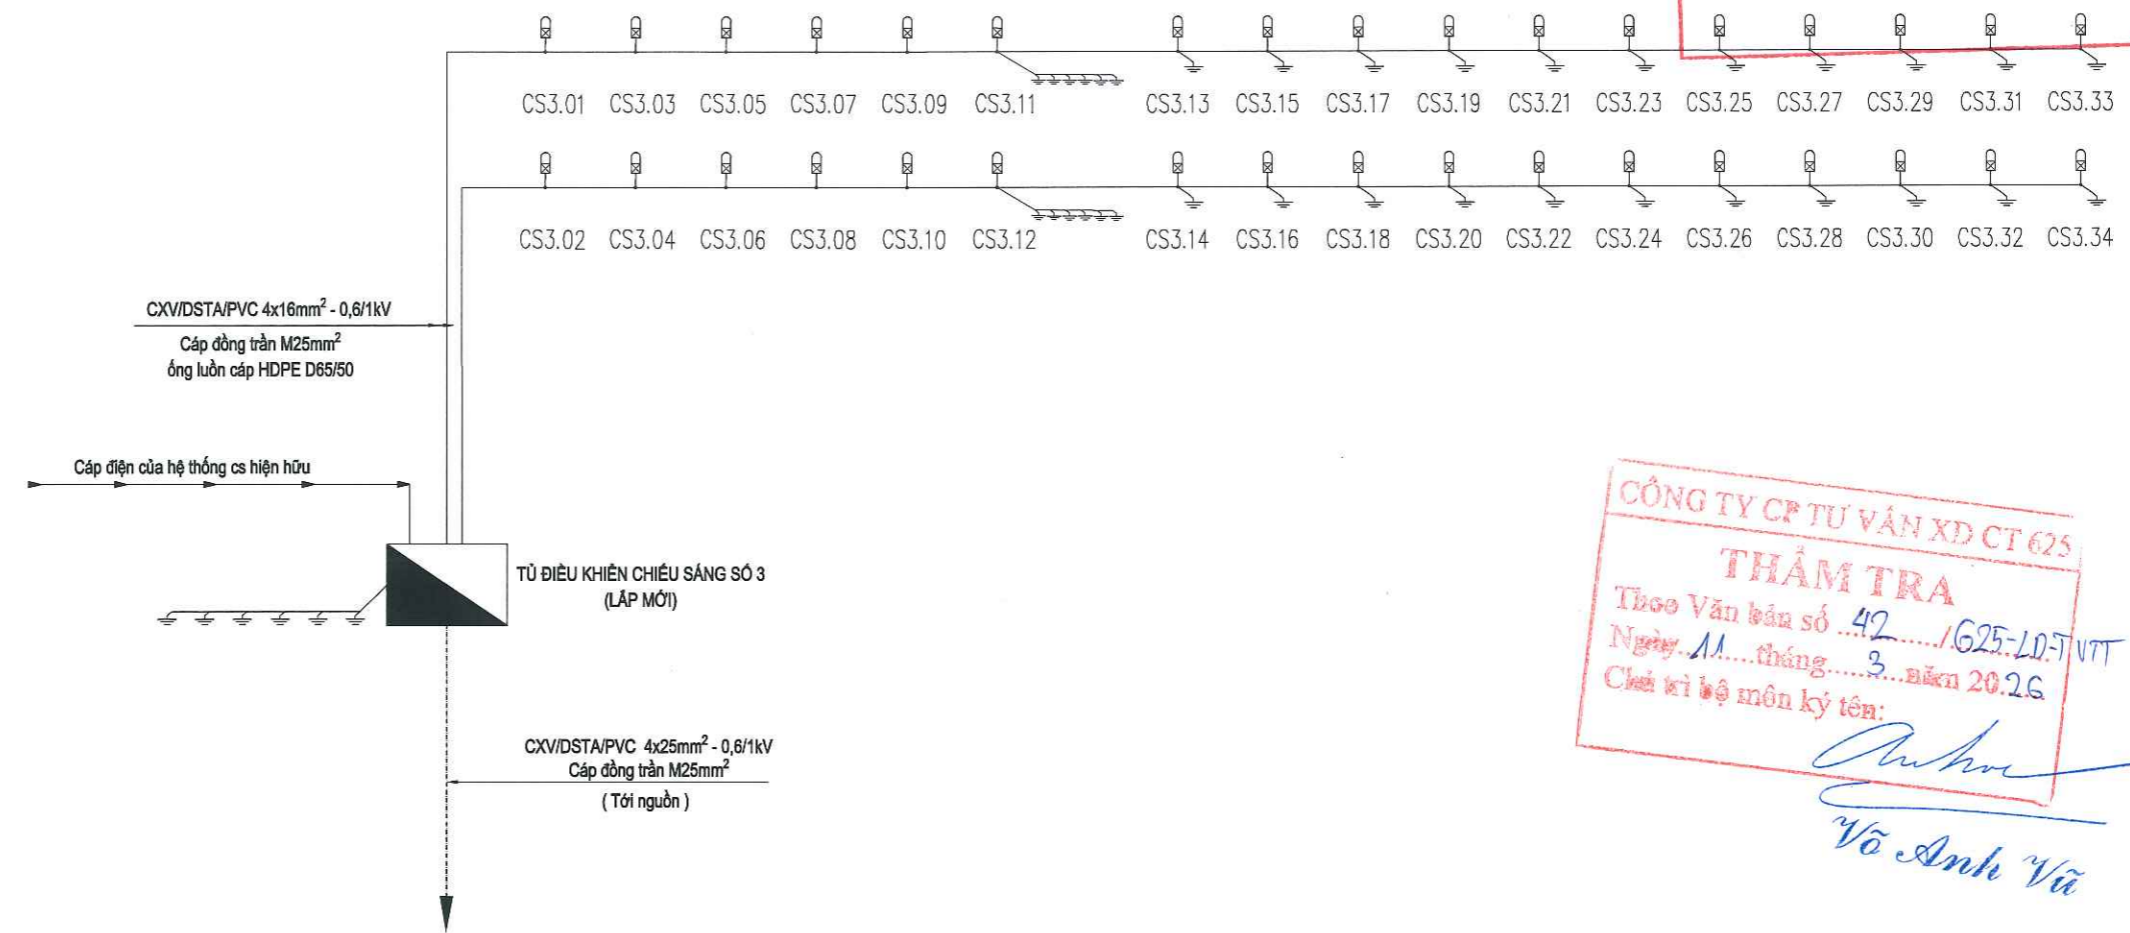 CS3.01 CS3.03 CS3.05 CS3.07 CS3.09 CS3.11 CS3.13 CS3.15 CS3.17 CS3.19 CS3.21 CS3.23 CS3.25 CS3.27 CS3.29 CS3.31 CS3.33
CS3.02 CS3.04 CS3.06 CS3.08 CS3.10 CS3.12 CS3.14 CS3.16 CS3.18 CS3.20 CS3.22 CS3.24 CS3.26 CS3.28 CS3.30 CS3.32 CS3.34
CXV/DSTA/PVC 4x16mm² - 0,6/1kV
Cáp đồng trần M25mm²
ống luồn cáp HDPE D65/50
Cáp điện của hệ thống cs hiện hữu
TỦ ĐIỀU KHIỂN CHIẾU SÁNG SỐ 3
(LẮP MỚI)
CXV/DSTA/PVC 4x25mm² - 0,6/1kV
Cáp đồng trần M25mm²
( Tới nguồn )
CÔNG TY CP TƯ VẤN XD CT 625
THẨM TRA
Theo Văn bản số ...42....../625-LD-TVTT
Ngày..11....tháng....3....năm 20.26
Chủ trì bộ môn ký tên:
Võ Anh Vũ